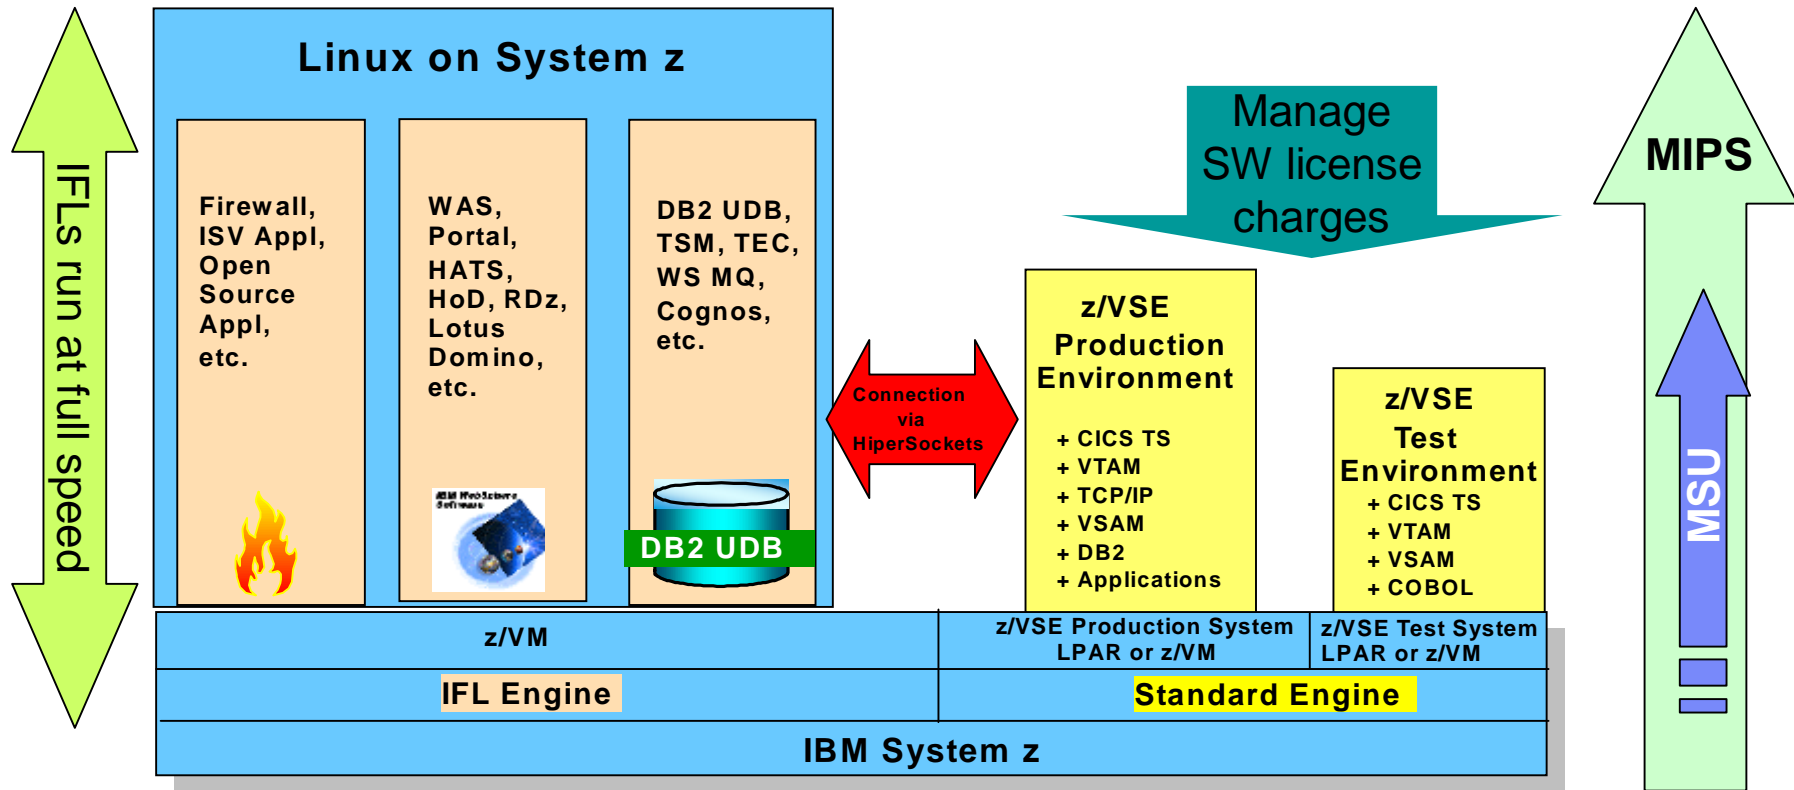 Linux on System z
IFLs run at full speed
Firewall,
ISV Appl,
Open
Source
Appl,
etc.
WAS,
Portal,
HATS,
HoD, RDz,
Lotus
Domino,
etc.
IBM WebSphere
Software
DB2 UDB,
TSM, TEC,
WS MQ,
Cognos,
etc.
DB2 UDB
Connection
via
HiperSockets
Manage
SW license
charges
z/VSE
Production
Environment
+ CICS TS
+ VTAM
+ TCP/IP
+ VSAM
+ DB2
+ Applications
z/VSE
Test
Environment
+ CICS TS
+ VTAM
+ VSAM
+ COBOL
MIPS
MSU
z/VM
z/VSE Production System
LPAR or z/VM
z/VSE Test System
LPAR or z/VM
IFL Engine
Standard Engine
IBM System z